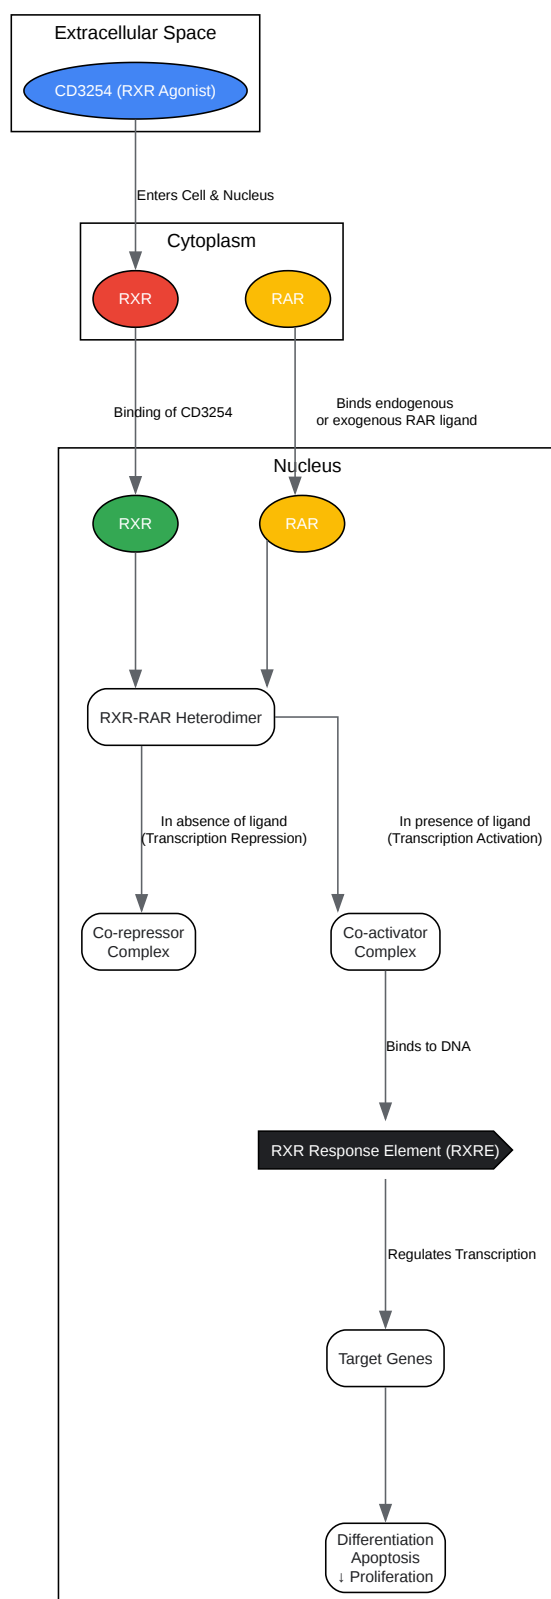 Extracellular Space
CD3254 (RXR Agonist)
Enters Cell & Nucleus
Cytoplasm
RXR
RAR
Binding of CD3254
Binds endogenous
or exogenous RAR ligand
Nucleus
RXR
RAR
RXR-RAR Heterodimer
In absence of ligand
(Transcription Repression)
In presence of ligand
(Transcription Activation)
Co-repressor
Complex
Co-activator
Complex
Binds to DNA
RXR Response Element (RXRE)
Regulates Transcription
Target Genes
Differentiation
Apoptosis
↓ Proliferation